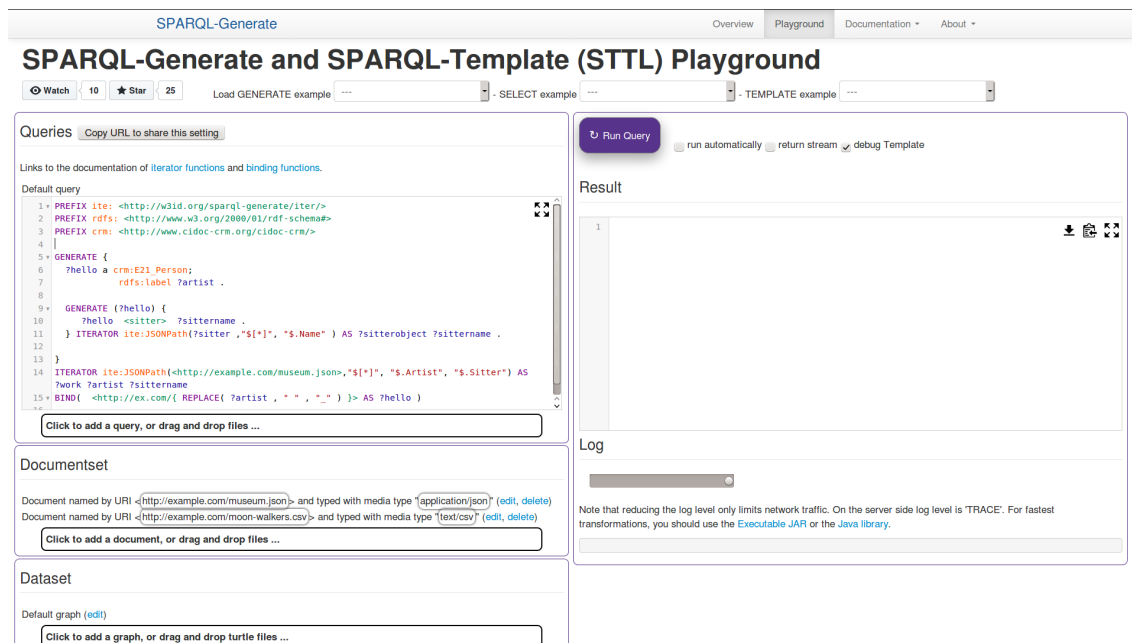 SPARQL-Generate
Overview Playground Documentation About
SPARQL-Generate and SPARQL-Template (STTL) Playground
Watch 10 Star 25 Load GENERATE example --- - SELECT example --- - TEMPLATE example ---
Queries Copy URL to share this setting
Links to the documentation of iterator functions and binding functions.
Default query
1 PREFIX ite: <http://w3id.org/sparql-generate/iter/>
2 PREFIX rdfs: <http://www.w3.org/2000/01/rdf-schema#>
3 PREFIX crm: <http://www.cidoc-crm.org/cidoc-crm/>
4
5 GENERATE {
6 ?hello a crm:E21_Person;
7 rdfs:label ?artist .
8
9 GENERATE (?hello) {
10 ?hello <sitter> ?sittername .
11 } ITERATOR ite:JSONPath(?sitter ,"$[*]", "$.Name" ) AS ?sitterobject ?sittername .
12
13 }
14 ITERATOR ite:JSONPath(<http://example.com/museum.json>,"$[*]", "$.Artist", "$.Sitter") AS
?work ?artist ?sittername
15 BIND( <http://ex.com/{ REPLACE( ?artist , " " , "_" ) }> AS ?hello )
16
Click to add a query, or drag and drop files ...
Documentset
Document named by URI <http://example.com/museum.json> and typed with media type "application/json" (edit, delete)
Document named by URI <http://example.com/moon-walkers.csv> and typed with media type "text/csv" (edit, delete)
Click to add a document, or drag and drop files ...
Dataset
Default graph (edit)
Click to add a graph, or drag and drop turtle files ...
Run Query run automatically return stream debug Template
Result
1
Log
Note that reducing the log level only limits network traffic. On the server side log level is 'TRACE'. For fastest
transformations, you should use the Executable JAR or the Java library.